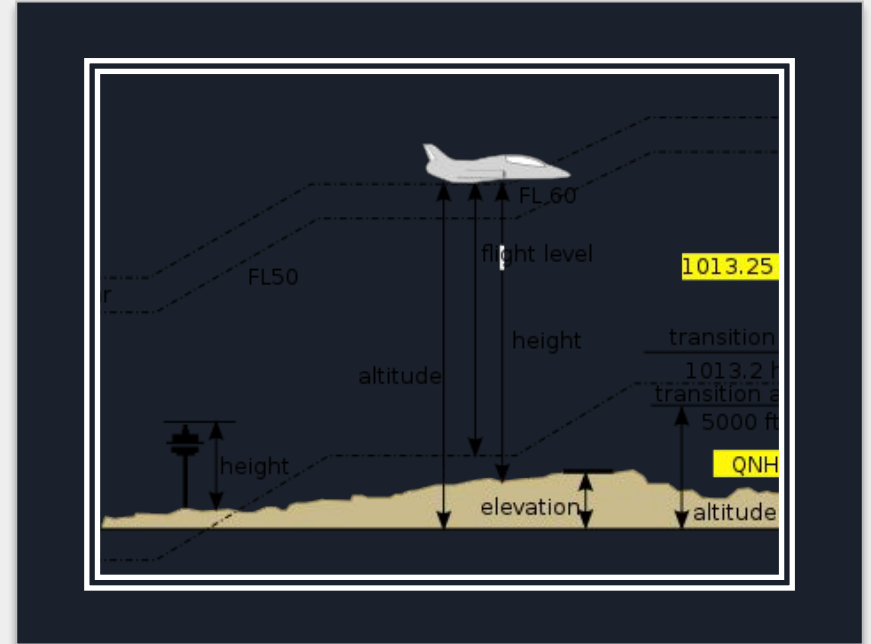 FL 60
flight level
FL50
1013.25
r
transition
height
1013.2 h
altitude
transition a
5000 ft
height
QNH
elevation
altitude